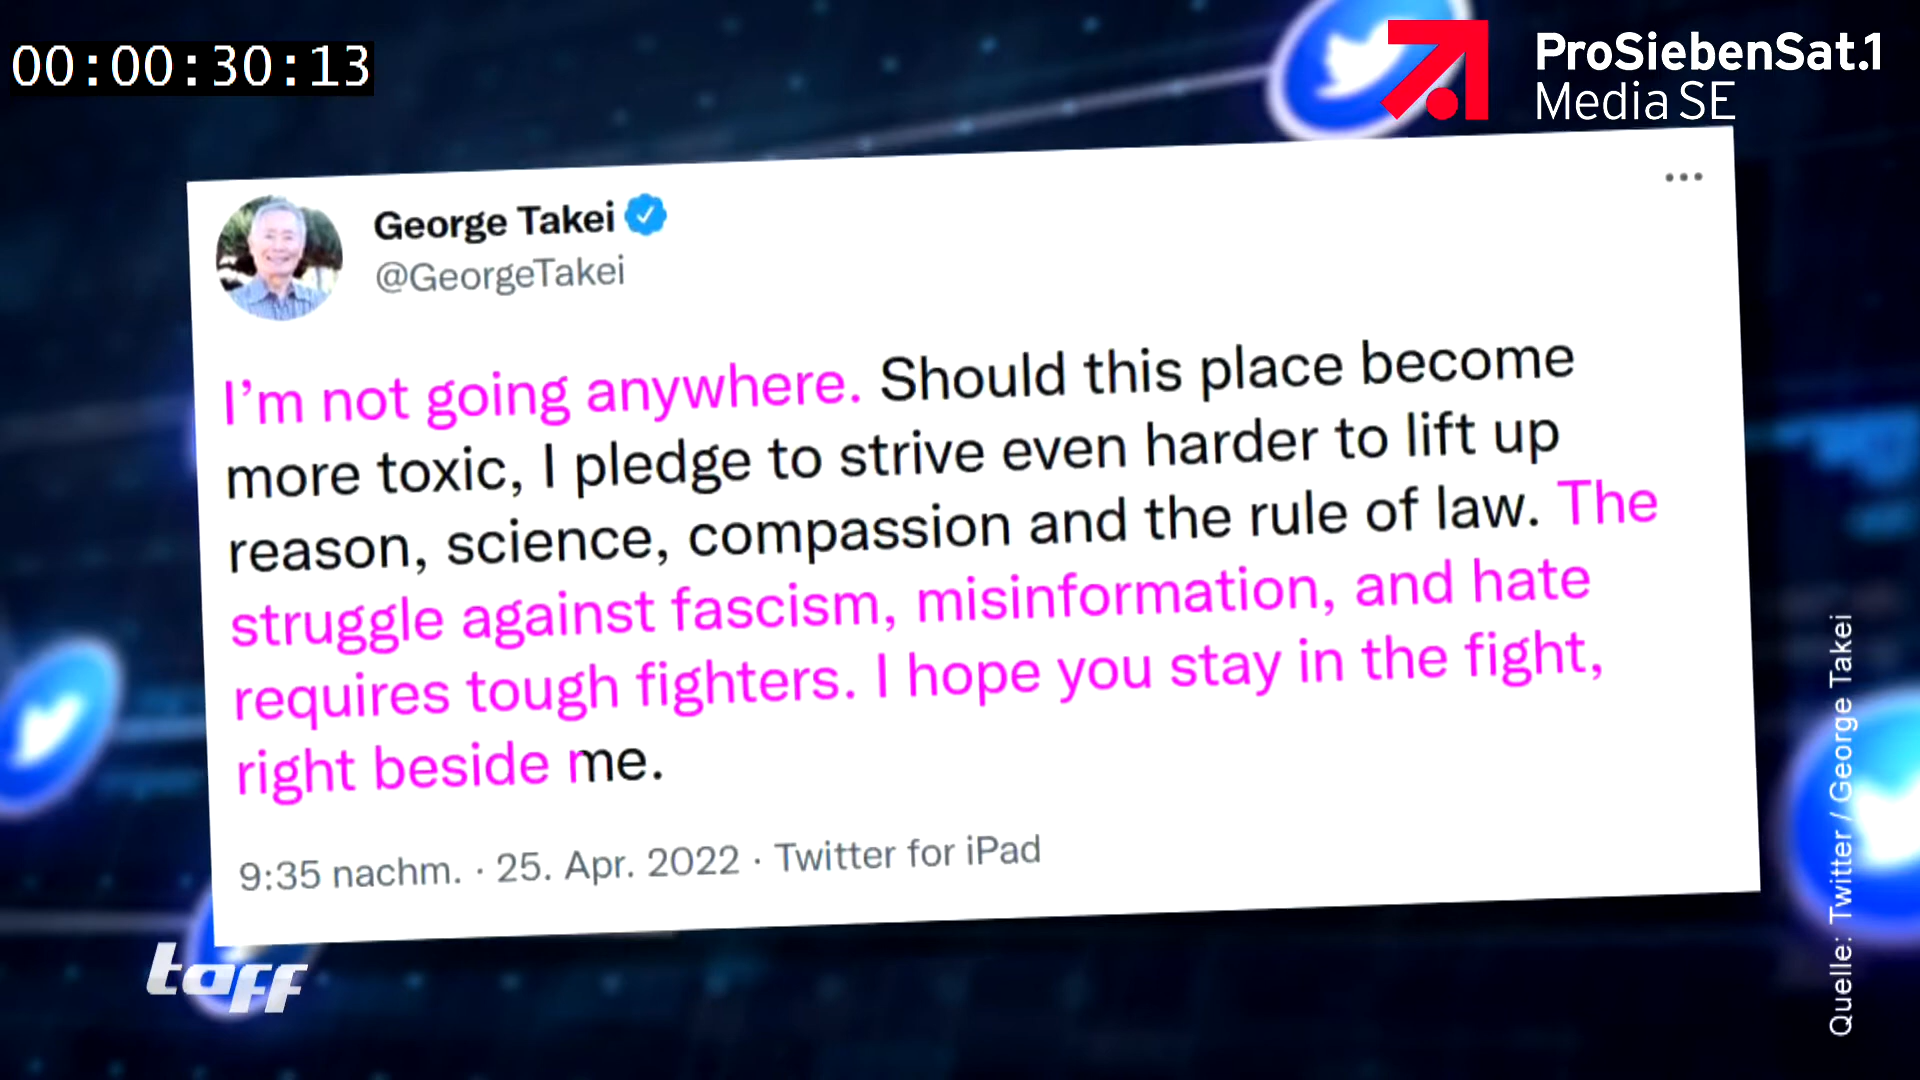 00:00:30:13
ProSiebenSat.1
Media SE
George Takei
@GeorgeTakei
I’m not going anywhere. Should this place become
more toxic, I pledge to strive even harder to lift up
reason, science, compassion and the rule of law. The
struggle against fascism, misinformation, and hate
requires tough fighters. I hope you stay in the fight,
right beside me.
9:35 nachm. · 25. Apr. 2022 · Twitter for iPad
taff
Quelle: Twitter / George Takei